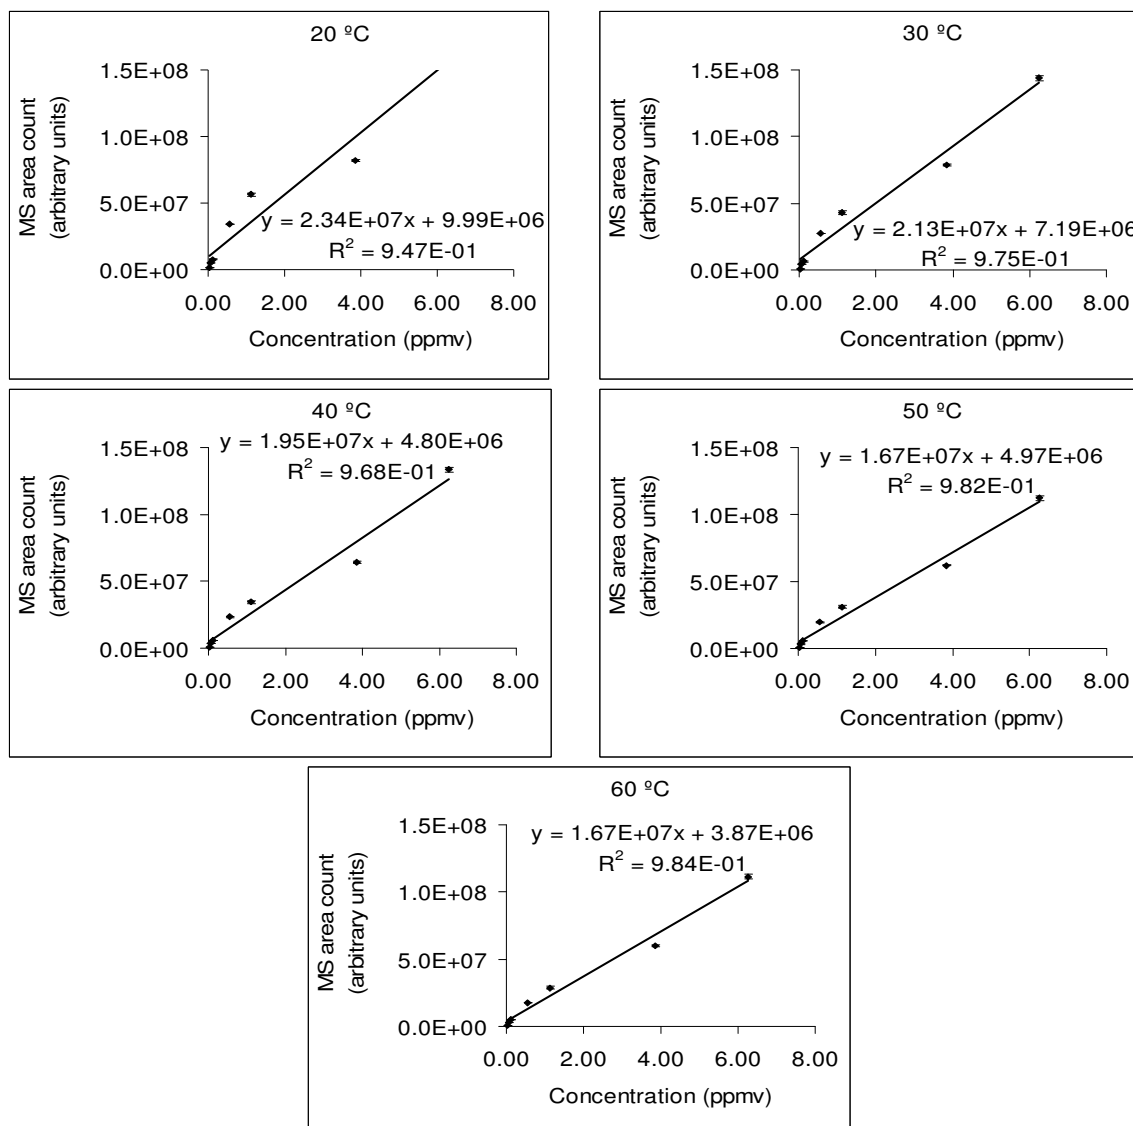 20 ºC
MS area count
(arbitrary units)
1.5E+08
1.0E+08
5.0E+07
0.0E+00
y = 2.34E+07x + 9.99E+06
R² = 9.47E-01
0.00 2.00 4.00 6.00 8.00
Concentration (ppmv)
30 ºC
MS area count
(arbitrary units)
1.5E+08
1.0E+08
5.0E+07
0.0E+00
y = 2.13E+07x + 7.19E+06
R² = 9.75E-01
0.00 2.00 4.00 6.00 8.00
Concentration (ppmv)
40 ºC
MS area count
(arbitrary units)
y = 1.95E+07x + 4.80E+06
R² = 9.68E-01
1.5E+08
1.0E+08
5.0E+07
0.0E+00
0.00 2.00 4.00 6.00 8.00
Concentration (ppmv)
50 ºC
MS area count
(arbitrary units)
y = 1.67E+07x + 4.97E+06
R² = 9.82E-01
1.5E+08
1.0E+08
5.0E+07
0.0E+00
0.00 2.00 4.00 6.00 8.00
Concentration (ppmv)
60 ºC
MS area count
(arbitrary units)
y = 1.67E+07x + 3.87E+06
R² = 9.84E-01
1.5E+08
1.0E+08
5.0E+07
0.0E+00
0.00 2.00 4.00 6.00 8.00
Concentration (ppmv)